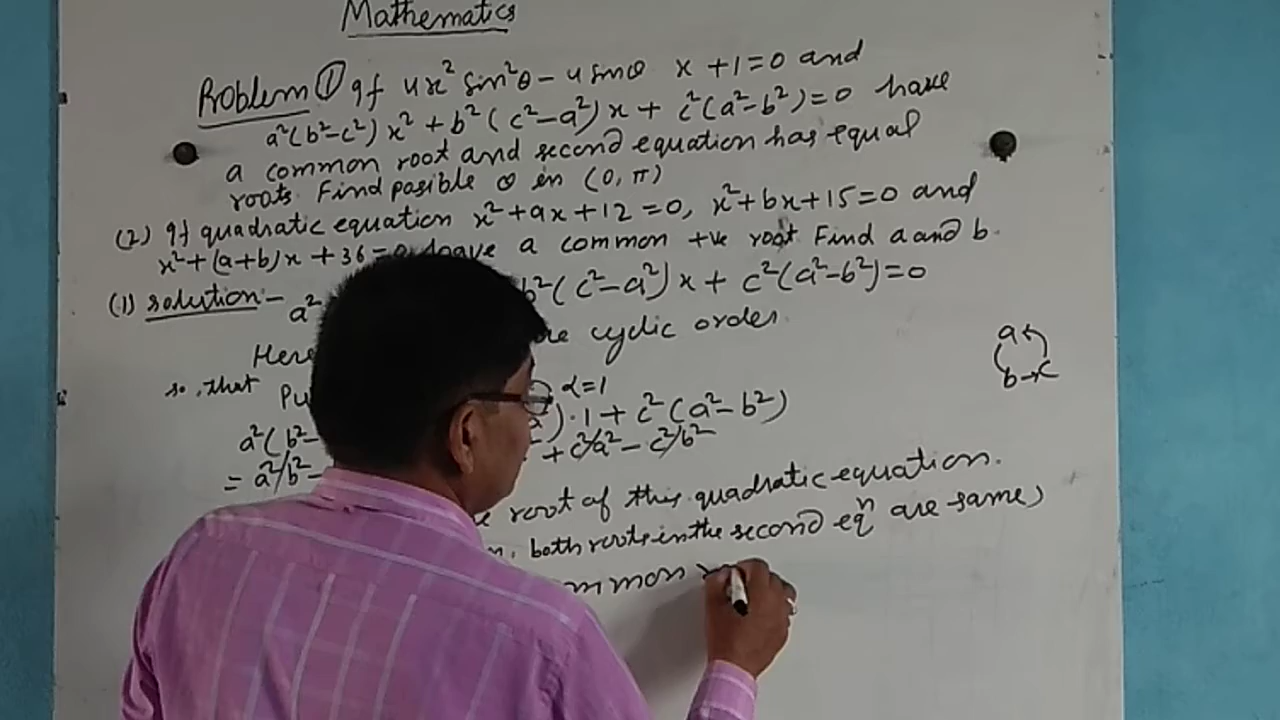 Mathematics
Problem ① If 4x² sin²θ - 4 sinθ x + 1 = 0 and
a²(b²-c²) x² + b²(c²-a²)x + c²(a²-b²)=0 have
a common root and second equation has equal
roots. Find posible θ in (0, π)
(2) If quadratic equation x²+ax+12=0, x²+bx+15=0 and
x²+(a+b)x + 36=0 have a common +ve root. Find a and b.
(1) solution- a² b²(c²-a²)x + c²(a²-b²)=0
Here cyclic order.
so, that x=1
a²(b²- )·1 + c²(a²-b²)
= a²b²- + c²a² - c²b²
root of this quadratic equation.
both roots in the second eqⁿ are same)
a
b→c